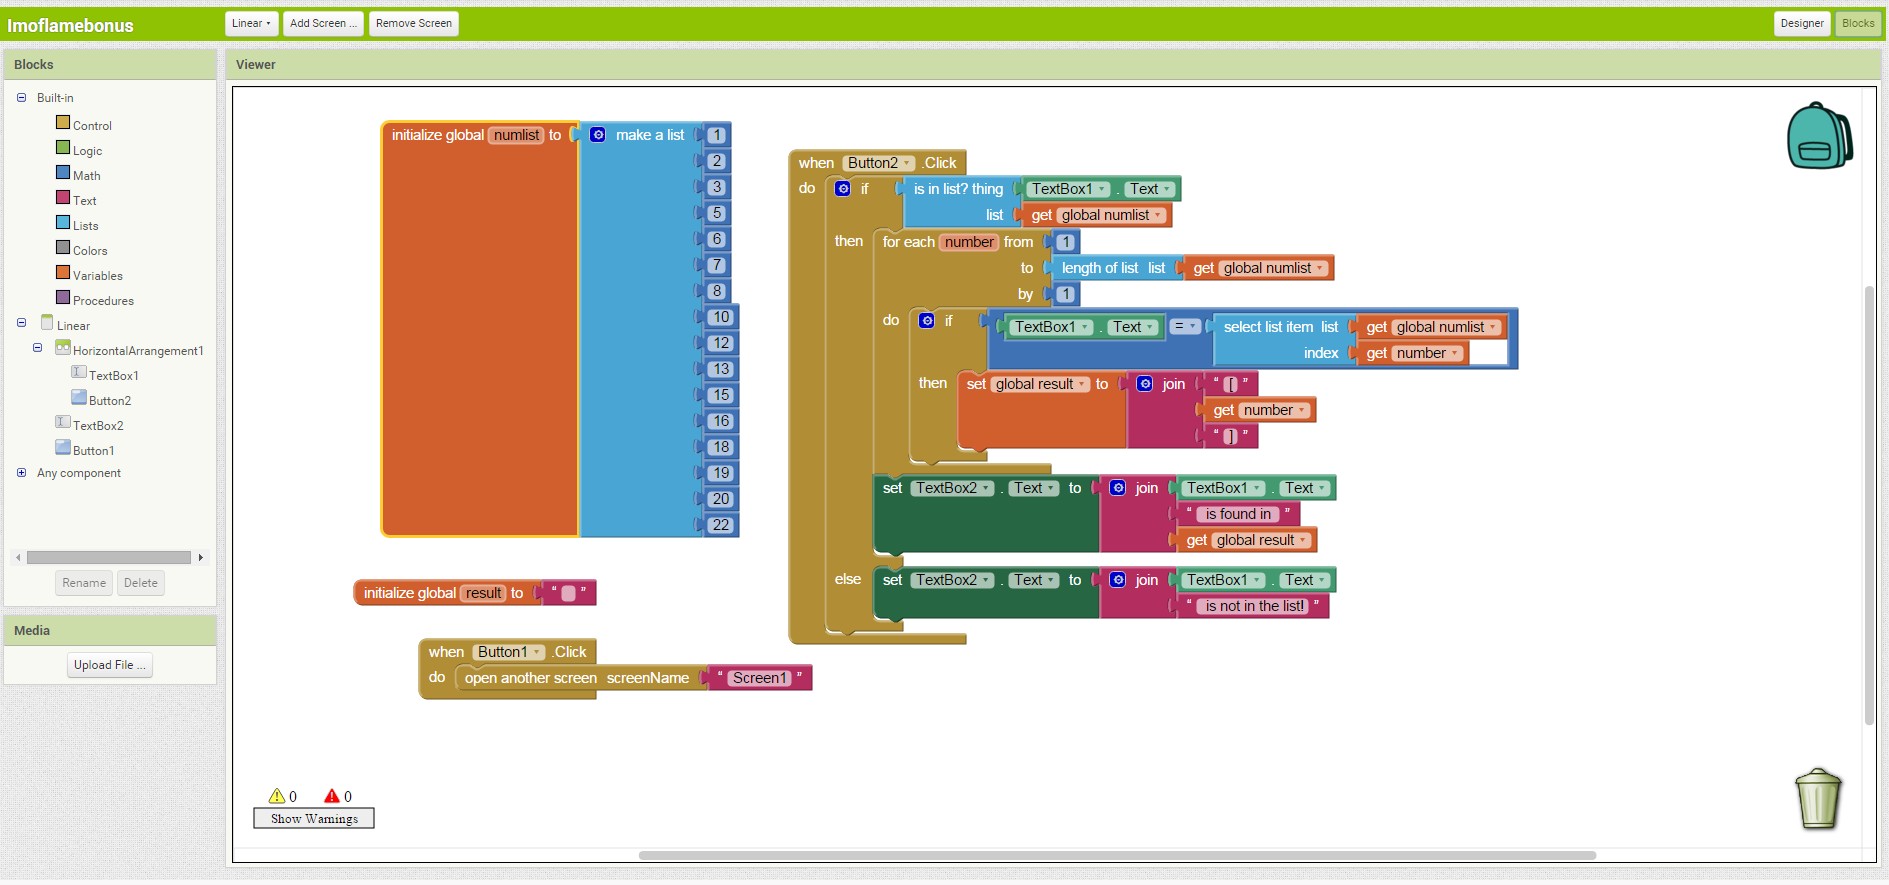 Imoflamebonus
Linear
Add Screen ...
Remove Screen
Designer
Blocks
Blocks
Built-in
Control
Logic
Math
Text
Lists
Colors
Variables
Procedures
Linear
HorizontalArrangement1
TextBox1
Button2
TextBox2
Button1
Any component
Rename
Delete
Media
Upload File ...
Viewer
initialize global numlist to make a list 1
2
3
5
6
7
8
10
12
13
15
16
18
19
20
22
initialize global result to “ ”
when Button1 .Click
do open another screen screenName “ Screen1 ”
when Button2 .Click
do if is in list? thing TextBox1 . Text
list get global numlist
then for each number from 1
to length of list list get global numlist
by 1
do if TextBox1 . Text = select list item list get global numlist
index get number
then set global result to join “ [ ”
get number
“ ] ”
set TextBox2 . Text to join TextBox1 . Text
“ is found in ”
get global result
else set TextBox2 . Text to join TextBox1 . Text
“ is not in the list! ”
0 0
Show Warnings